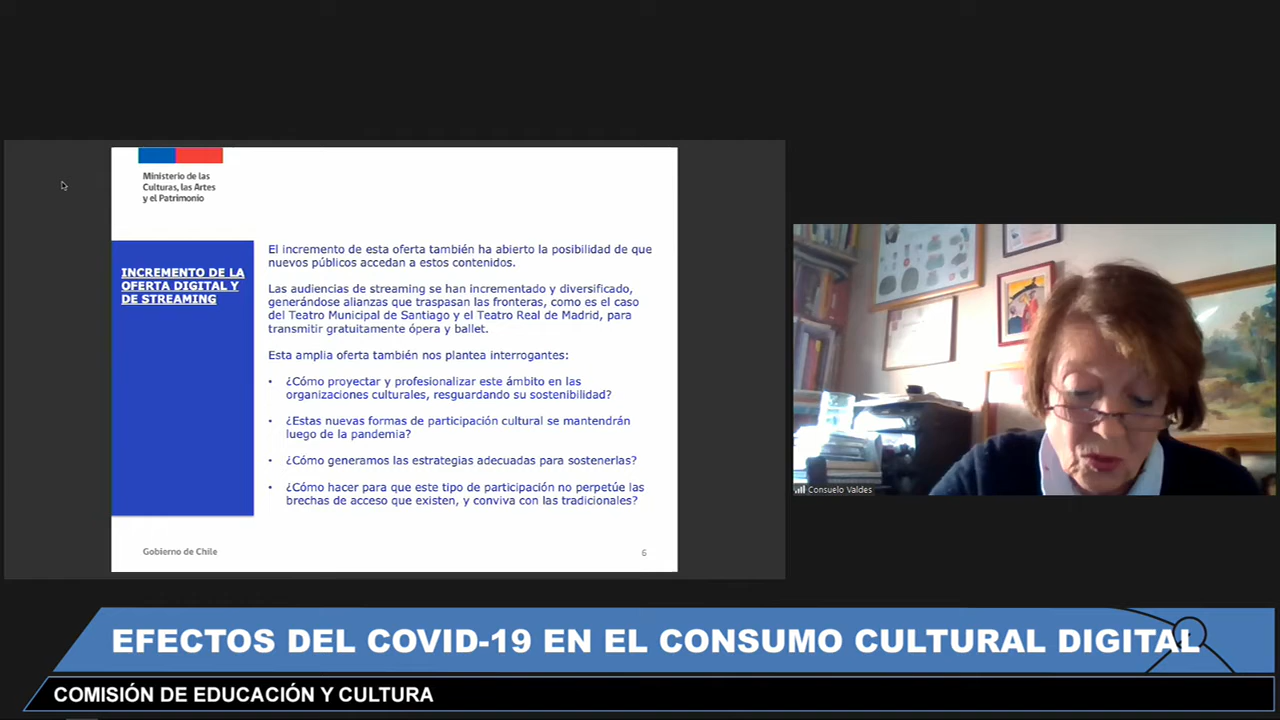 Ministerio de las
Culturas, las Artes
y el Patrimonio
INCREMENTO DE LA
OFERTA DIGITAL Y
DE STREAMING
El incremento de esta oferta también ha abierto la posibilidad de que
nuevos públicos accedan a estos contenidos.
Las audiencias de streaming se han incrementado y diversificado,
generándose alianzas que traspasan las fronteras, como es el caso
del Teatro Municipal de Santiago y el Teatro Real de Madrid, para
transmitir gratuitamente ópera y ballet.
Esta amplia oferta también nos plantea interrogantes:
• ¿Cómo proyectar y profesionalizar este ámbito en las
organizaciones culturales, resguardando su sostenibilidad?
• ¿Estas nuevas formas de participación cultural se mantendrán
luego de la pandemia?
• ¿Cómo generamos las estrategias adecuadas para sostenerlas?
• ¿Cómo hacer para que este tipo de participación no perpetúe las
brechas de acceso que existen, y conviva con las tradicionales?
Gobierno de Chile
6
Consuelo Valdes
EFECTOS DEL COVID-19 EN EL CONSUMO CULTURAL DIGITAL
COMISIÓN DE EDUCACIÓN Y CULTURA